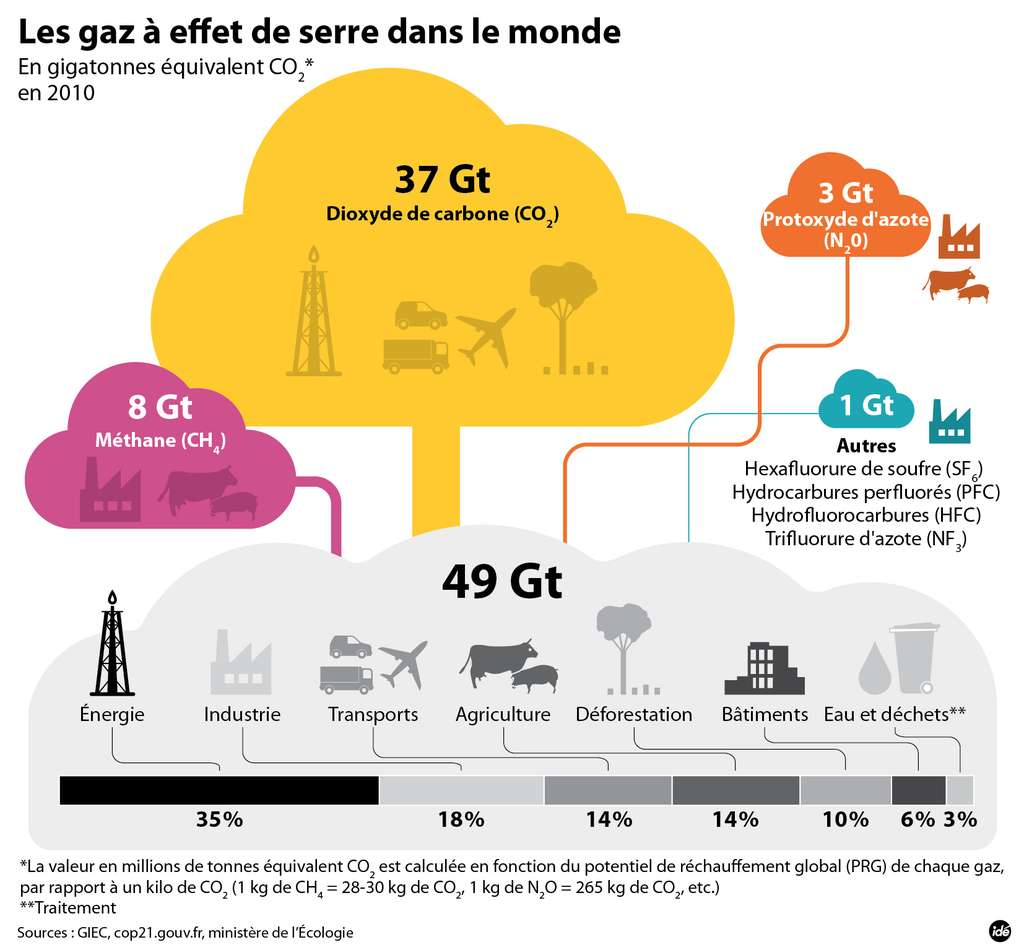 Les gaz à effet de serre dans le monde
En gigatonnes équivalent CO₂*
en 2010
37 Gt
Dioxyde de carbone (CO₂)
3 Gt
Protoxyde d'azote
(N₂0)
8 Gt
Méthane (CH₄)
1 Gt
Autres
Hexafluorure de soufre (SF₆)
Hydrocarbures perfluorés (PFC)
Hydrofluorocarbures (HFC)
Trifluorure d'azote (NF₃)
49 Gt
Énergie
Industrie
Transports
Agriculture
Déforestation
Bâtiments
Eau et déchets**
35%
18%
14%
14%
10%
6%
3%
*La valeur en millions de tonnes équivalent CO₂ est calculée en fonction du potentiel de réchauffement global (PRG) de chaque gaz,
par rapport à un kilo de CO₂ (1 kg de CH₄ = 28-30 kg de CO₂, 1 kg de N₂O = 265 kg de CO₂, etc.)
**Traitement
Sources : GIEC, cop21.gouv.fr, ministère de l'Écologie
idé